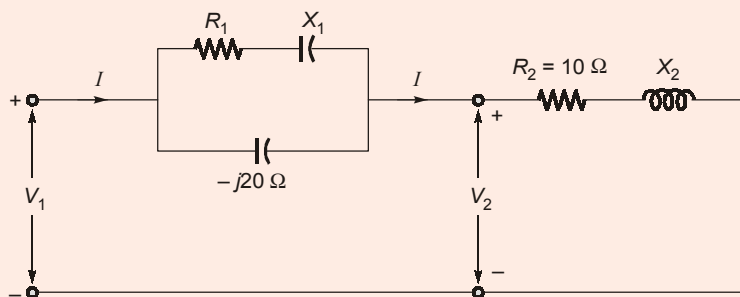 R1 X1
I I
R2 = 10 Ω X2
+ +
– j20 Ω
V1 V2
– –